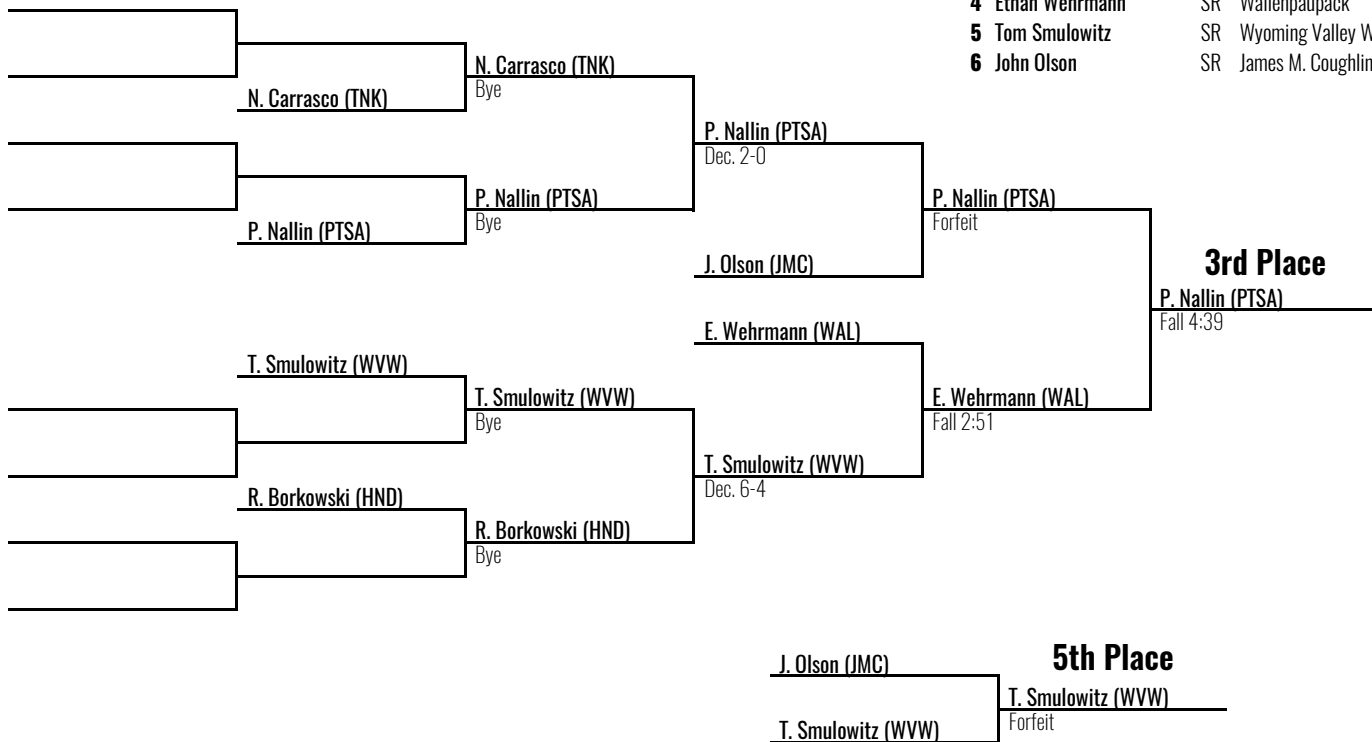 4 Ethan Wehrmann SR Wallenpaupack
5 Tom Smulowitz SR Wyoming Valley W
6 John Olson SR James M. Coughlin
N. Carrasco (TNK)
N. Carrasco (TNK)
Bye
P. Nallin (PTSA)
Dec. 2-0
P. Nallin (PTSA)
P. Nallin (PTSA)
Bye
P. Nallin (PTSA)
Forfeit
J. Olson (JMC)
3rd Place
P. Nallin (PTSA)
Fall 4:39
E. Wehrmann (WAL)
T. Smulowitz (WVW)
T. Smulowitz (WVW)
Bye
E. Wehrmann (WAL)
Fall 2:51
T. Smulowitz (WVW)
Dec. 6-4
R. Borkowski (HND)
R. Borkowski (HND)
Bye
5th Place
J. Olson (JMC)
T. Smulowitz (WVW)
Forfeit
T. Smulowitz (WVW)